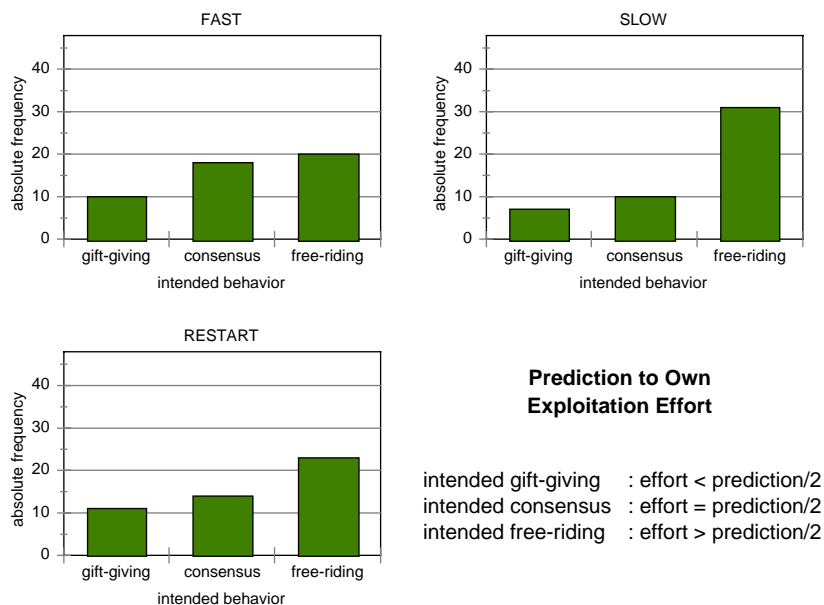 FAST
absolute frequency
40
30
20
10
0
gift-giving consensus free-riding
intended behavior
SLOW
absolute frequency
40
30
20
10
0
gift-giving consensus free-riding
intended behavior
RESTART
absolute frequency
40
30
20
10
0
gift-giving consensus free-riding
intended behavior
Prediction to Own
Exploitation Effort
intended gift-giving : effort < prediction/2
intended consensus : effort = prediction/2
intended free-riding : effort > prediction/2